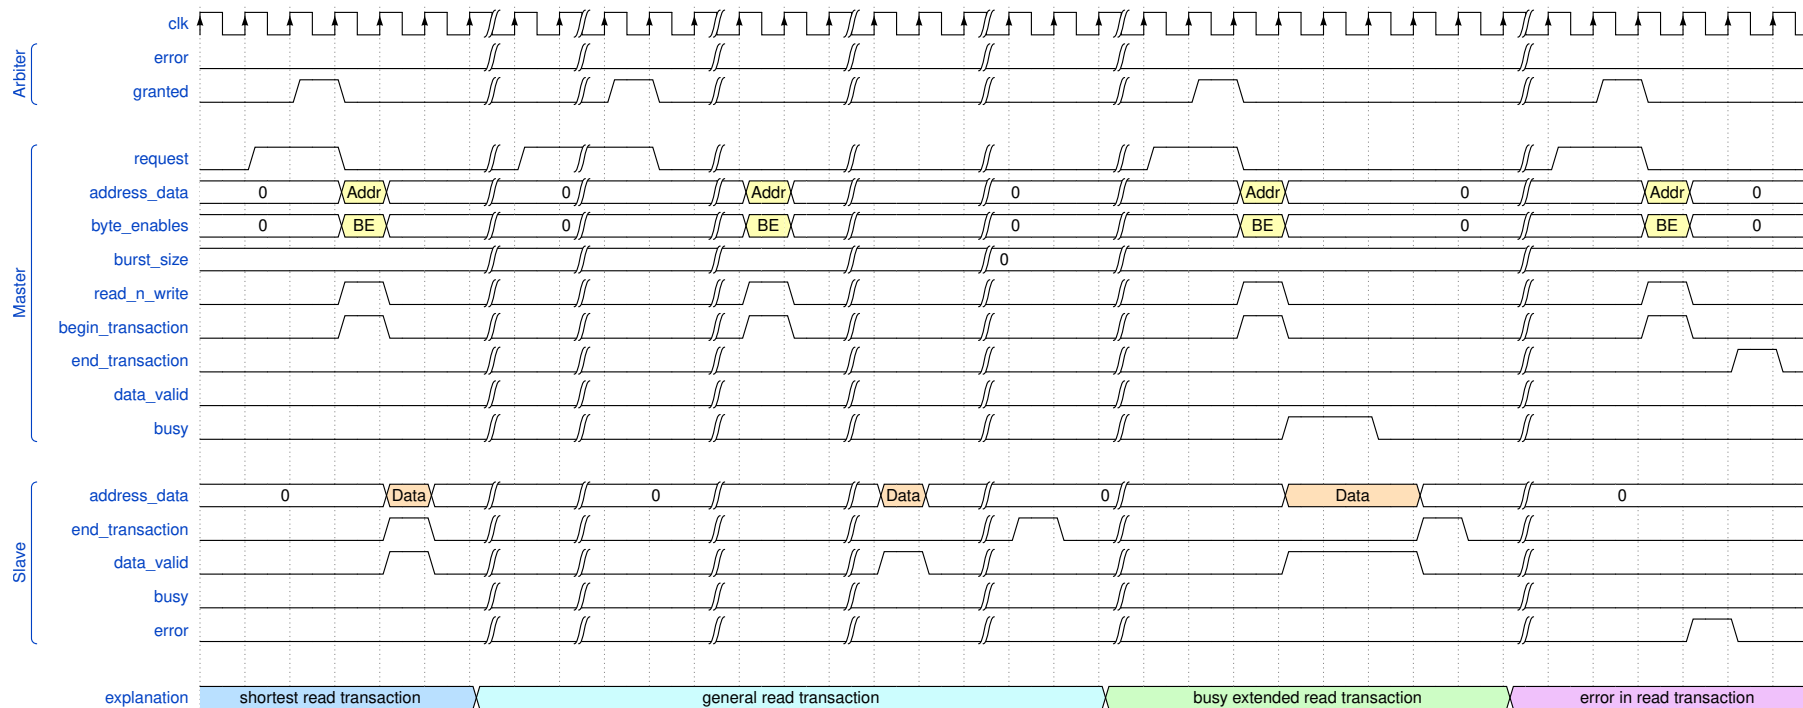 clk
Arbiter
error
granted
Master
request
address_data 0 Addr 0 Addr 0 Addr 0 Addr 0
byte_enables 0 BE 0 BE 0 BE 0 BE 0
burst_size 0
read_n_write
begin_transaction
end_transaction
data_valid
busy
Slave
address_data 0 Data 0 Data 0 Data 0
end_transaction
data_valid
busy
error
explanation shortest read transaction general read transaction busy extended read transaction error in read transaction